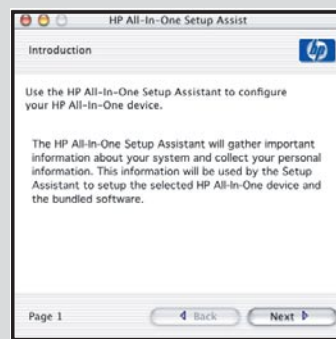 HP All-In-One Setup Assist
Introduction
hp
Use the HP All-In-One Setup Assistant to configure
your HP All-In-One device.
The HP All-In-One Setup Assistant will gather important
information about your system and collect your personal
information. This information will be used by the Setup
Assistant to setup the selected HP All-In-One device and
the bundled software.
Page 1
Back
Next